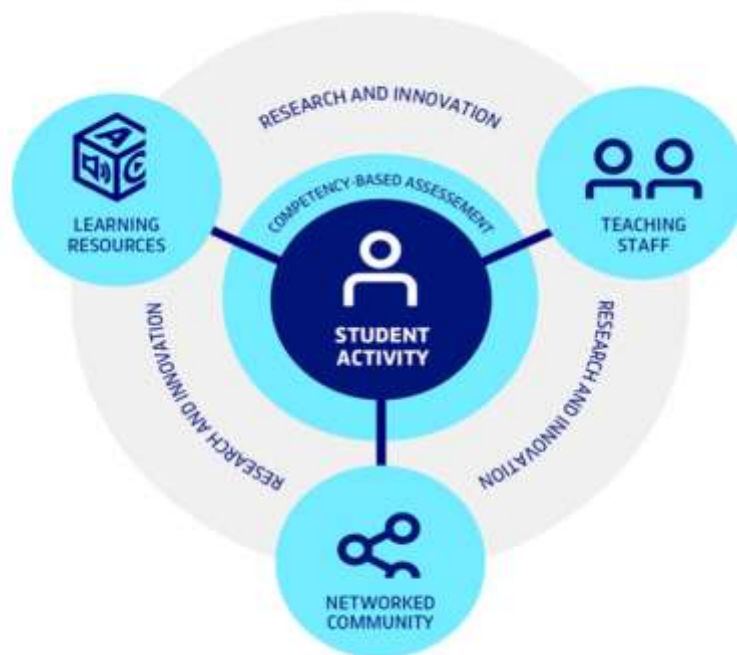 RESEARCH AND INNOVATION
COMPETENCY-BASED ASSESSEMENT
A
C
LEARNING
RESOURCES
TEACHING
STAFF
STUDENT
ACTIVITY
RESEARCH AND INNOVATION
RESEARCH AND INNOVATION
NETWORKED
COMMUNITY